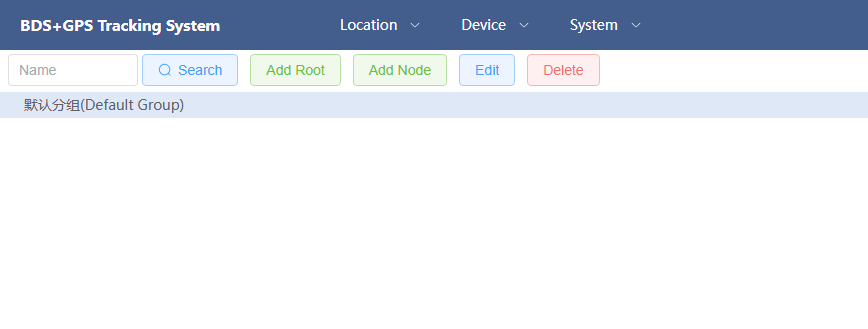 BDS+GPS Tracking System Location Device System
Name Search Add Root Add Node Edit Delete
默认分组(Default Group)